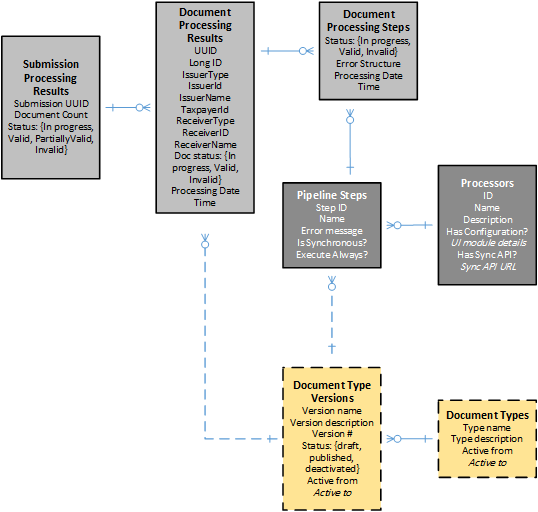 Submission
Processing
Results
Submission UUID
Document Count
Status: {In progress,
Valid, PartiallyValid,
Invalid}
Document
Processing
Results
UUID
Long ID
IssuerType
IssuerId
IssuerName
TaxpayerId
ReceiverType
ReceiverID
ReceiverName
Doc status: {In
progress, Valid,
Invalid}
Processing Date
Time
Document
Processing Steps
Status: {In progress,
Valid, Invalid}
Error Structure
Processing Date
Time
Pipeline Steps
Step ID
Name
Error message
Is Synchronous?
Execute Always?
Processors
ID
Name
Description
Has Configuration?
UI module details
Has Sync API?
Sync API URL
Document Type
Versions
Version name
Version description
Version #
Status: {draft,
published,
deactivated}
Active from
Active to
Document Types
Type name
Type description
Active from
Active to